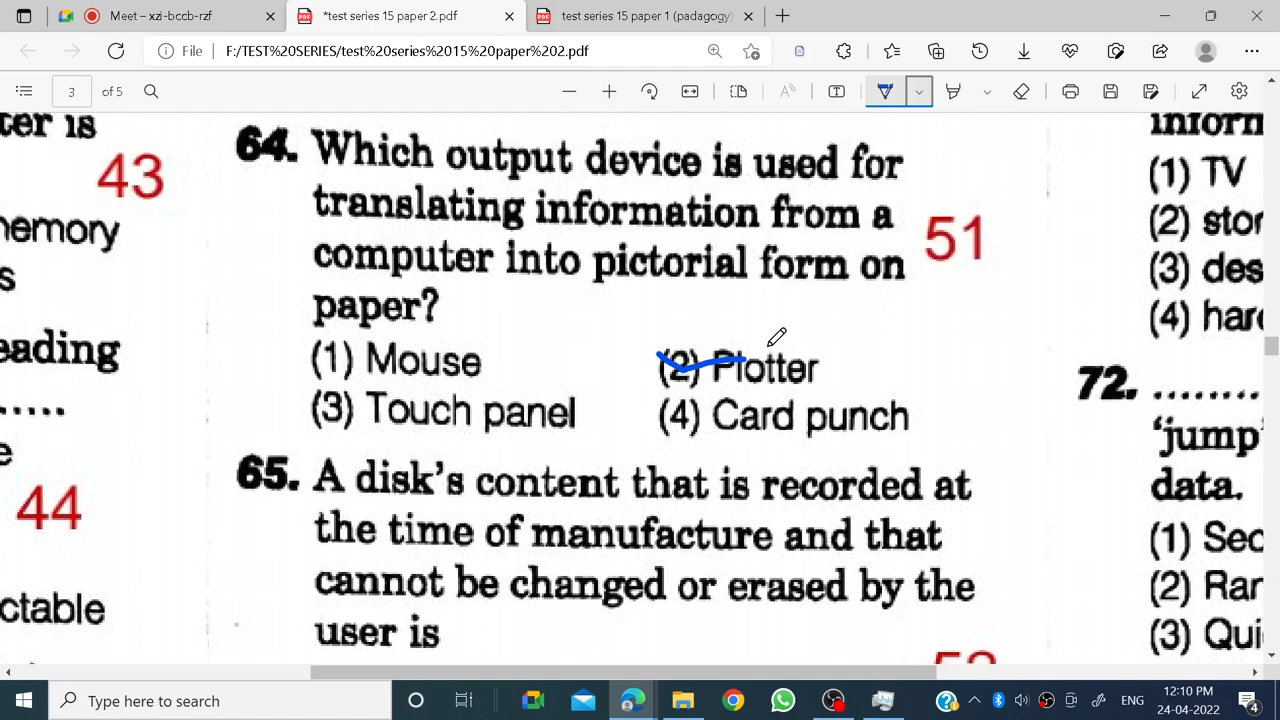 Meet – xzi-bccb-rzf
*test series 15 paper 2.pdf
test series 15 paper 1 (padagogy)
File
F:/TEST%20SERIES/test%20series%2015%20paper%202.pdf
3 of 5
ter is
43
nemory
s
eading
.....
e
44
ctable
64. Which output device is used for
translating information from a
computer into pictorial form on
paper?
51
(1) Mouse (2) Plotter
(3) Touch panel (4) Card punch
65. A disk's content that is recorded at
the time of manufacture and that
cannot be changed or erased by the
user is
inform
(1) TV
(2) stor
(3) des
(4) hard
72. ........
'jump'
data.
(1) Sec
(2) Ran
(3) Qui
Type here to search
ENG
12:10 PM
24-04-2022
4